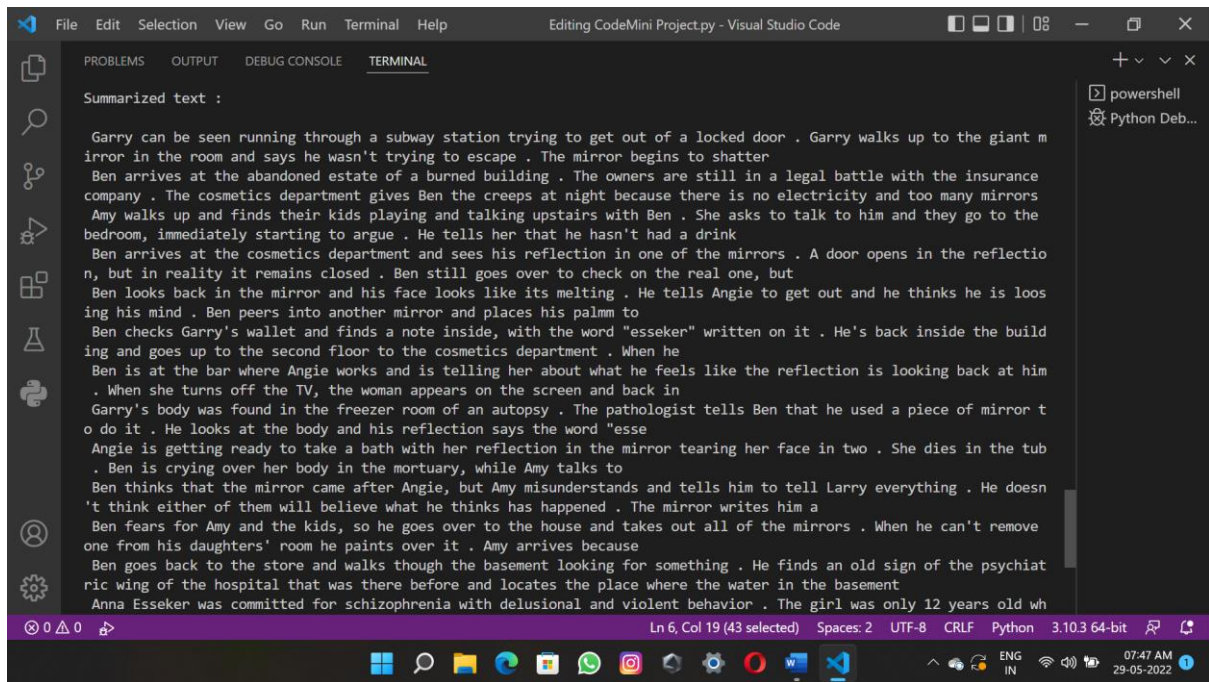 File Edit Selection View Go Run Terminal Help Editing CodeMini Project.py - Visual Studio Code
PROBLEMS OUTPUT DEBUG CONSOLE TERMINAL
powershell
Python Deb...
Summarized text :
Garry can be seen running through a subway station trying to get out of a locked door . Garry walks up to the giant m
irror in the room and says he wasn't trying to escape . The mirror begins to shatter
Ben arrives at the abandoned estate of a burned building . The owners are still in a legal battle with the insurance
company . The cosmetics department gives Ben the creeps at night because there is no electricity and too many mirrors
Amy walks up and finds their kids playing and talking upstairs with Ben . She asks to talk to him and they go to the
bedroom, immediately starting to argue . He tells her that he hasn't had a drink
Ben arrives at the cosmetics department and sees his reflection in one of the mirrors . A door opens in the reflectio
n, but in reality it remains closed . Ben still goes over to check on the real one, but
Ben looks back in the mirror and his face looks like its melting . He tells Angie to get out and he thinks he is loos
ing his mind . Ben peers into another mirror and places his palmm to
Ben checks Garry's wallet and finds a note inside, with the word "esseker" written on it . He's back inside the build
ing and goes up to the second floor to the cosmetics department . When he
Ben is at the bar where Angie works and is telling her about what he feels like the reflection is looking back at him
. When she turns off the TV, the woman appears on the screen and back in
Garry's body was found in the freezer room of an autopsy . The pathologist tells Ben that he used a piece of mirror t
o do it . He looks at the body and his reflection says the word "esse
Angie is getting ready to take a bath with her reflection in the mirror tearing her face in two . She dies in the tub
. Ben is crying over her body in the mortuary, while Amy talks to
Ben thinks that the mirror came after Angie, but Amy misunderstands and tells him to tell Larry everything . He doesn
't think either of them will believe what he thinks has happened . The mirror writes him a
Ben fears for Amy and the kids, so he goes over to the house and takes out all of the mirrors . When he can't remove
one from his daughters' room he paints over it . Amy arrives because
Ben goes back to the store and walks though the basement looking for something . He finds an old sign of the psychiat
ric wing of the hospital that was there before and locates the place where the water in the basement
Anna Esseker was committed for schizophrenia with delusional and violent behavior . The girl was only 12 years old wh
0 0 Ln 6, Col 19 (43 selected) Spaces: 2 UTF-8 CRLF Python 3.10.3 64-bit
ENG 07:47 AM
IN 29-05-2022 1